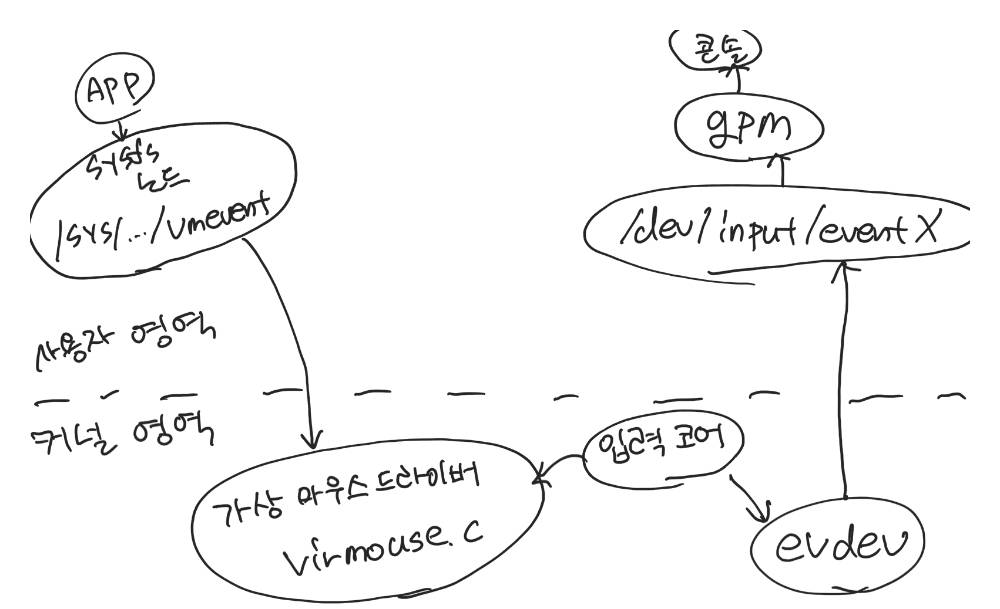 APP
sysfs
노드
/sys/.../vmevent
콘솔
gpm
/dev/input/eventX
사용자 영역
커널 영역
가상 마우스 드라이버
virmouse.c
입력 코어
evdev